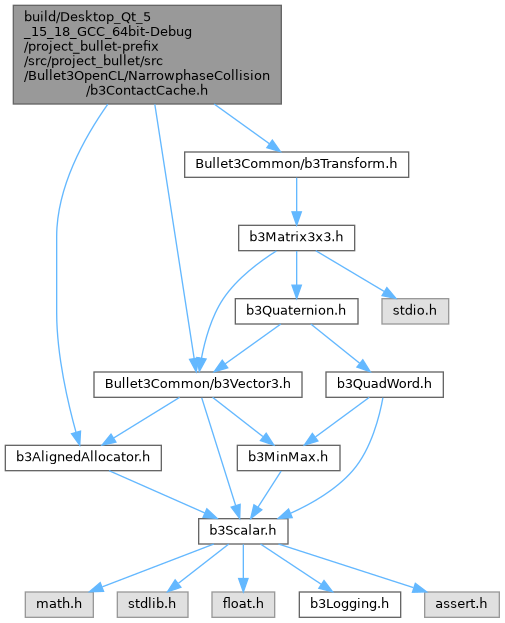 build/Desktop_Qt_5
_15_18_GCC_64bit-Debug
/project_bullet-prefix
/src/project_bullet/src
/Bullet3OpenCL/NarrowphaseCollision
/b3ContactCache.h
Bullet3Common/b3Transform.h
b3Matrix3x3.h
b3Quaternion.h
stdio.h
Bullet3Common/b3Vector3.h
b3QuadWord.h
b3AlignedAllocator.h
b3MinMax.h
b3Scalar.h
math.h
stdlib.h
float.h
b3Logging.h
assert.h